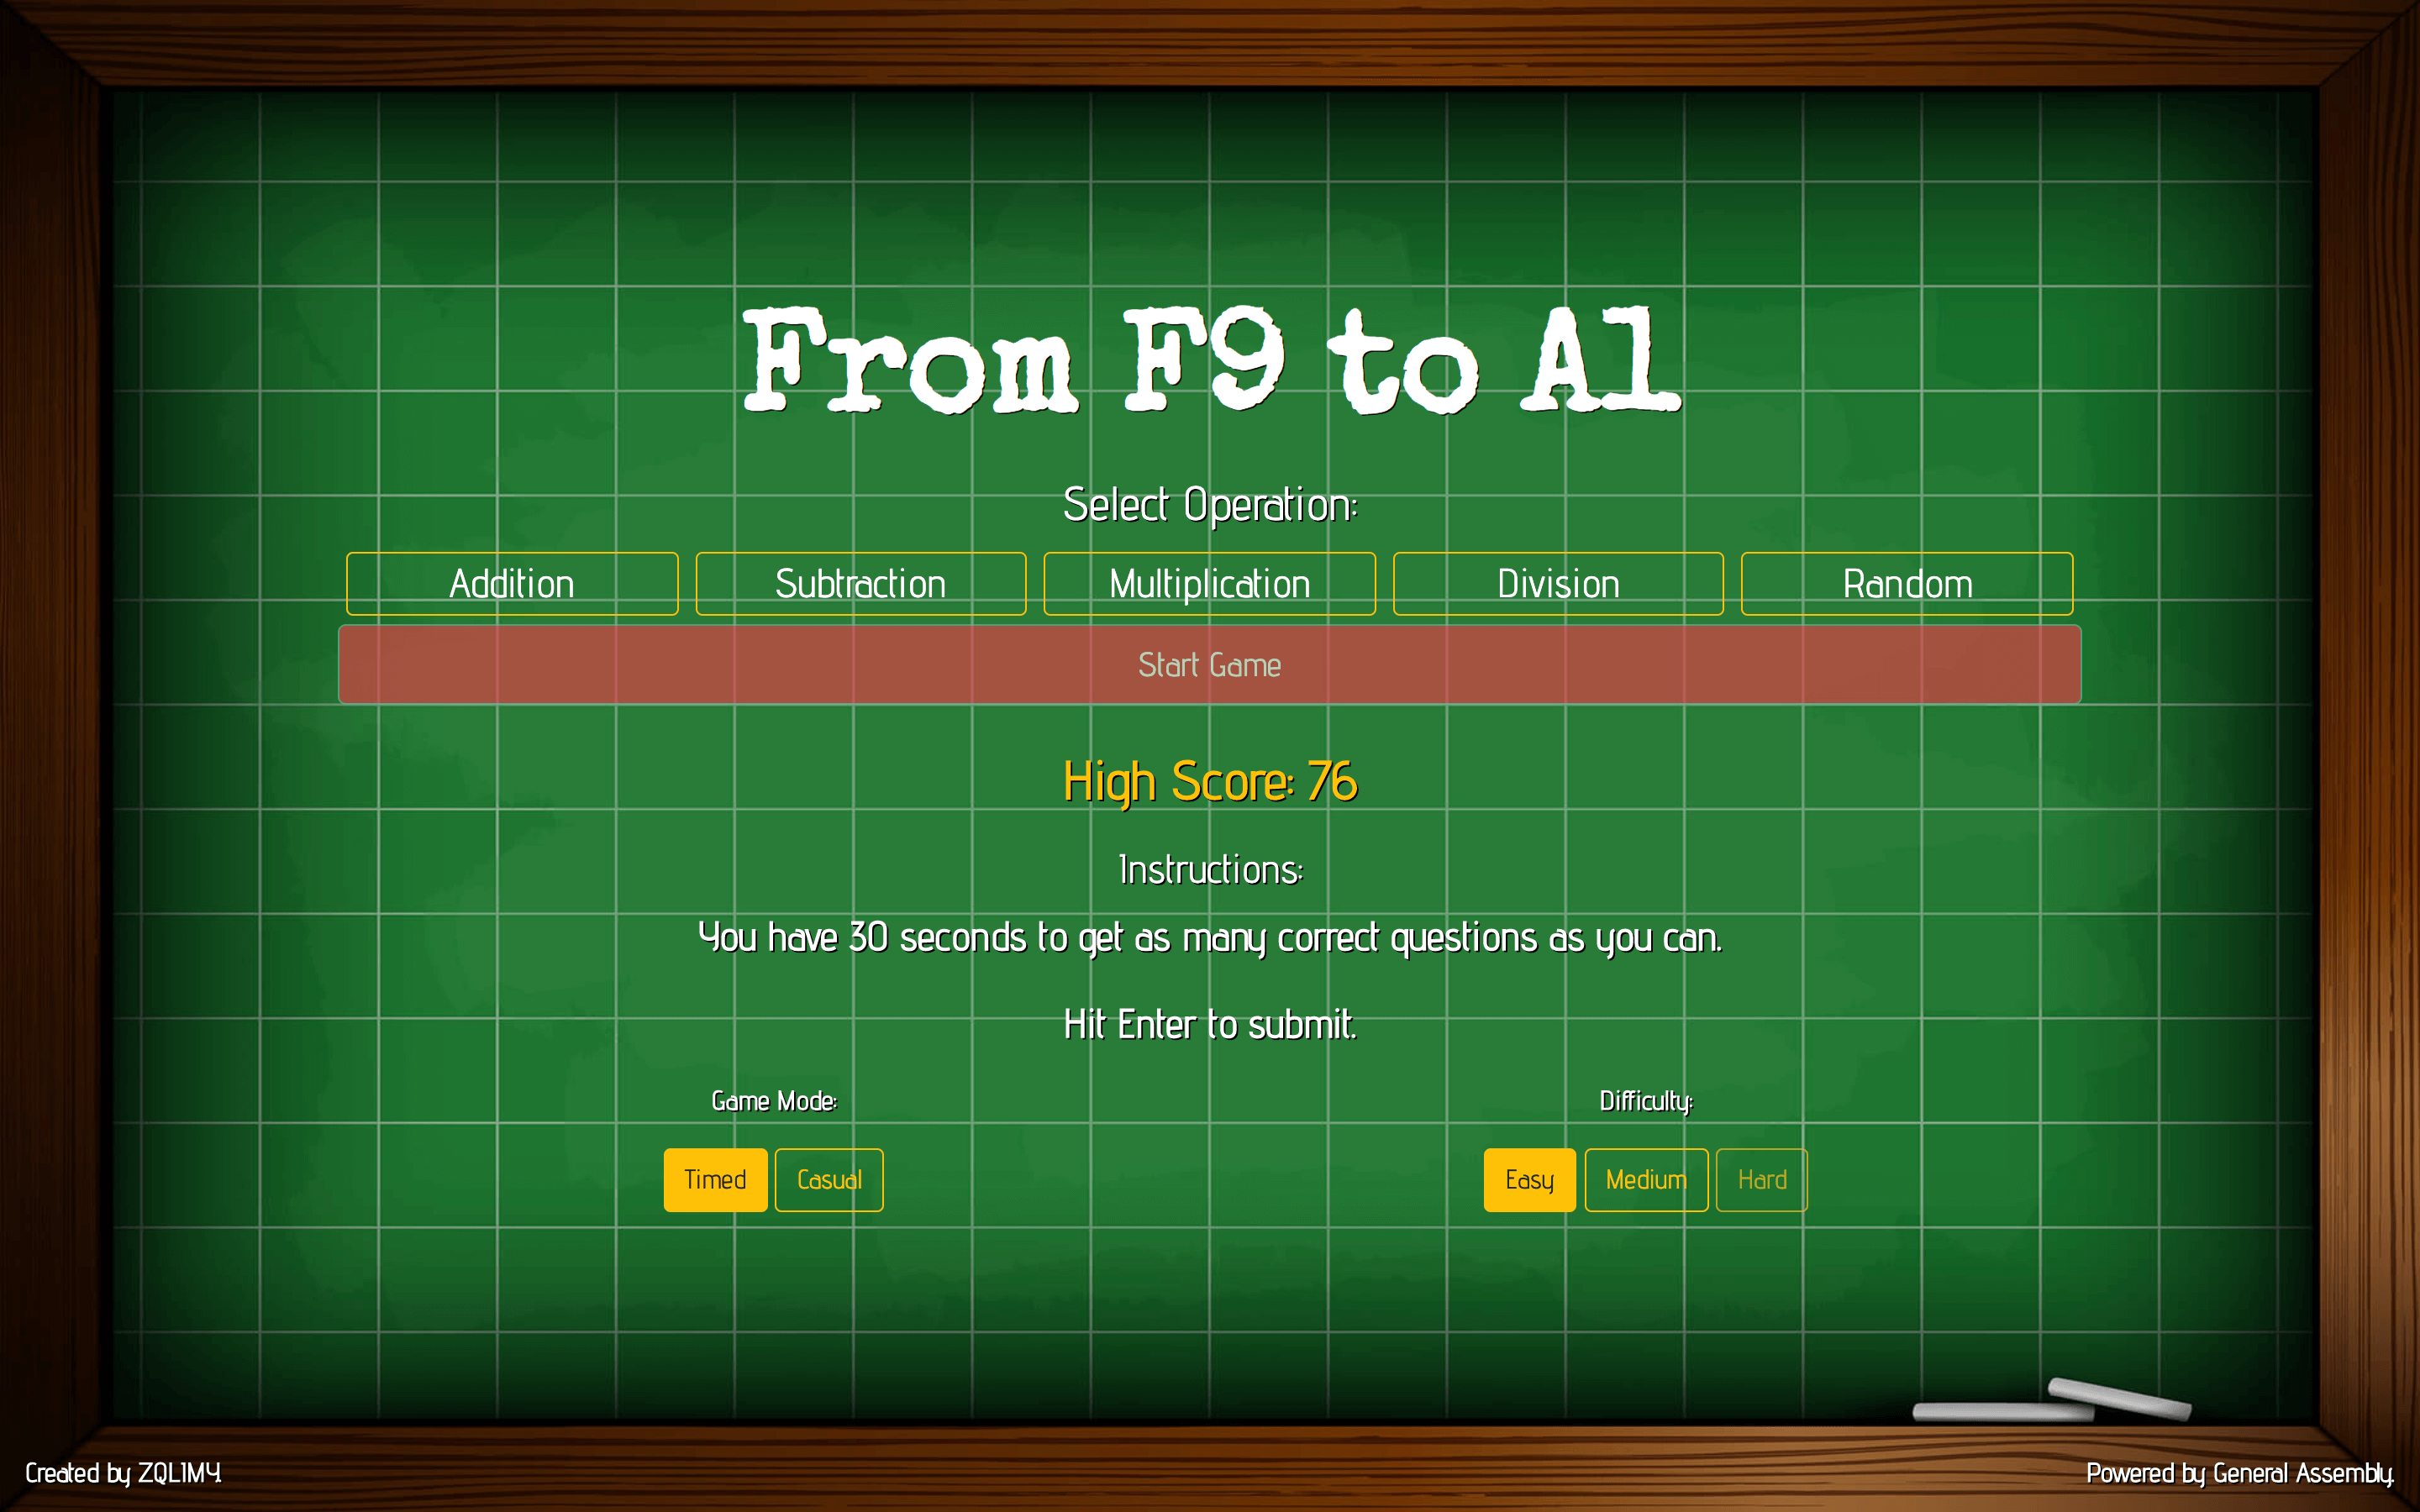 From F9 to A1
Select Operation:
Addition Subtraction Multiplication Division Random
Start Game
High Score: 76
Instructions:
You have 30 seconds to get as many correct questions as you can.
Hit Enter to submit.
Game Mode: Difficulty:
Timed Casual Easy Medium Hard
Created by ZQLIMY. Powered by General Assembly.